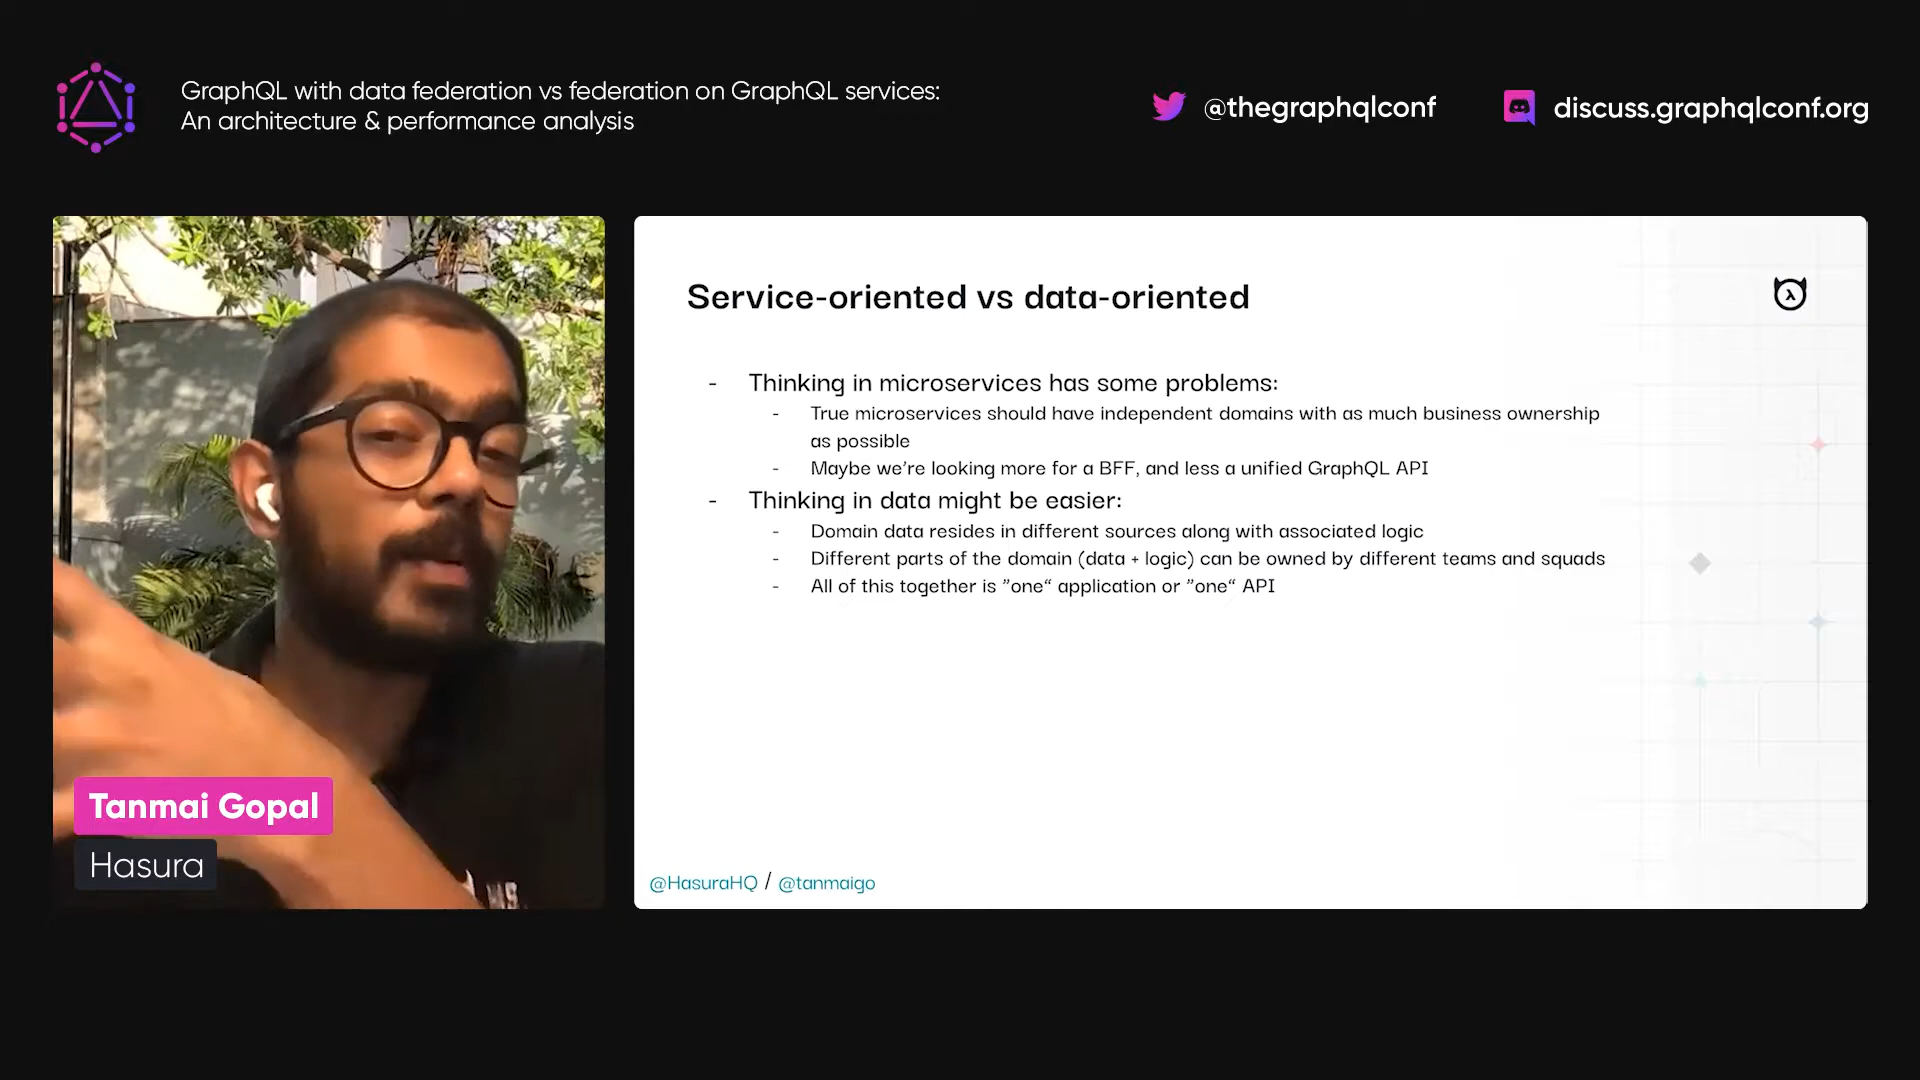 GraphQL with data federation vs federation on GraphQL services:
An architecture & performance analysis
@thegraphqlconf
discuss.graphqlconf.org
Service-oriented vs data-oriented
- Thinking in microservices has some problems:
- True microservices should have independent domains with as much business ownership
as possible
- Maybe we're looking more for a BFF, and less a unified GraphQL API
- Thinking in data might be easier:
- Domain data resides in different sources along with associated logic
- Different parts of the domain (data + logic) can be owned by different teams and squads
- All of this together is ”one“ application or ”one“ API
@HasuraHQ / @tanmaigo
Tanmai Gopal
Hasura